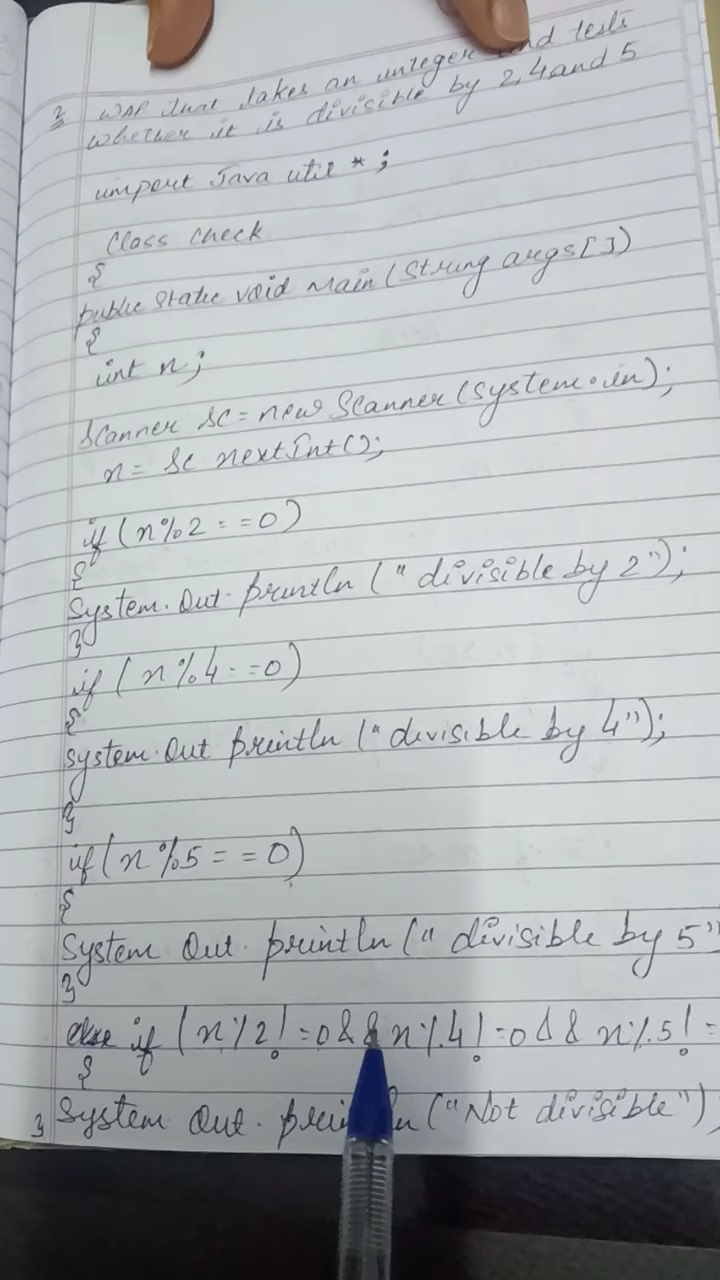 2 WAP that takes an integer and tests
whether it is divisible by 2, 4 and 5
import Java util *;
Class Check
{
public static void main (String args[])
{
int n;
Scanner sc = new Scanner (System.in);
n = sc nextInt();
if (n%2 == 0)
{
System.Out.println (" divisible by 2");
}
if (n%4 == 0)
{
System.Out println (" divisible by 4");
}
if (n%5 == 0)
{
System Out. println (" divisible by 5"
}
else if (n%2! = 0 && n%4! = 0 && n%5! =
{
System Out. println ("Not divisible")
}